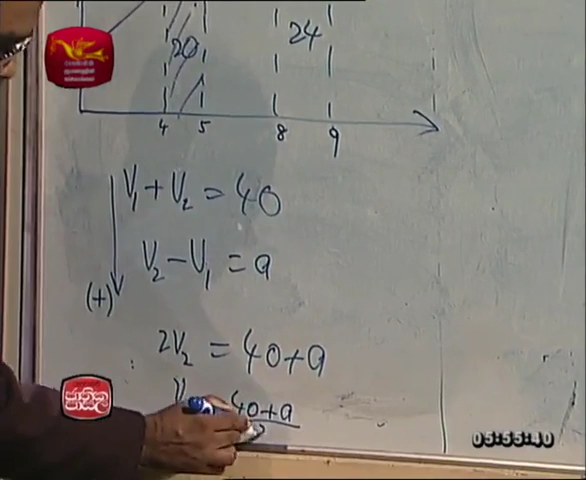 20
24
4 5 8 9
V₁ + V₂ = 40
V₂ − V₁ = a
(+)
2V₂ = 40+a
V 40+a
ජාතික
05:55:40